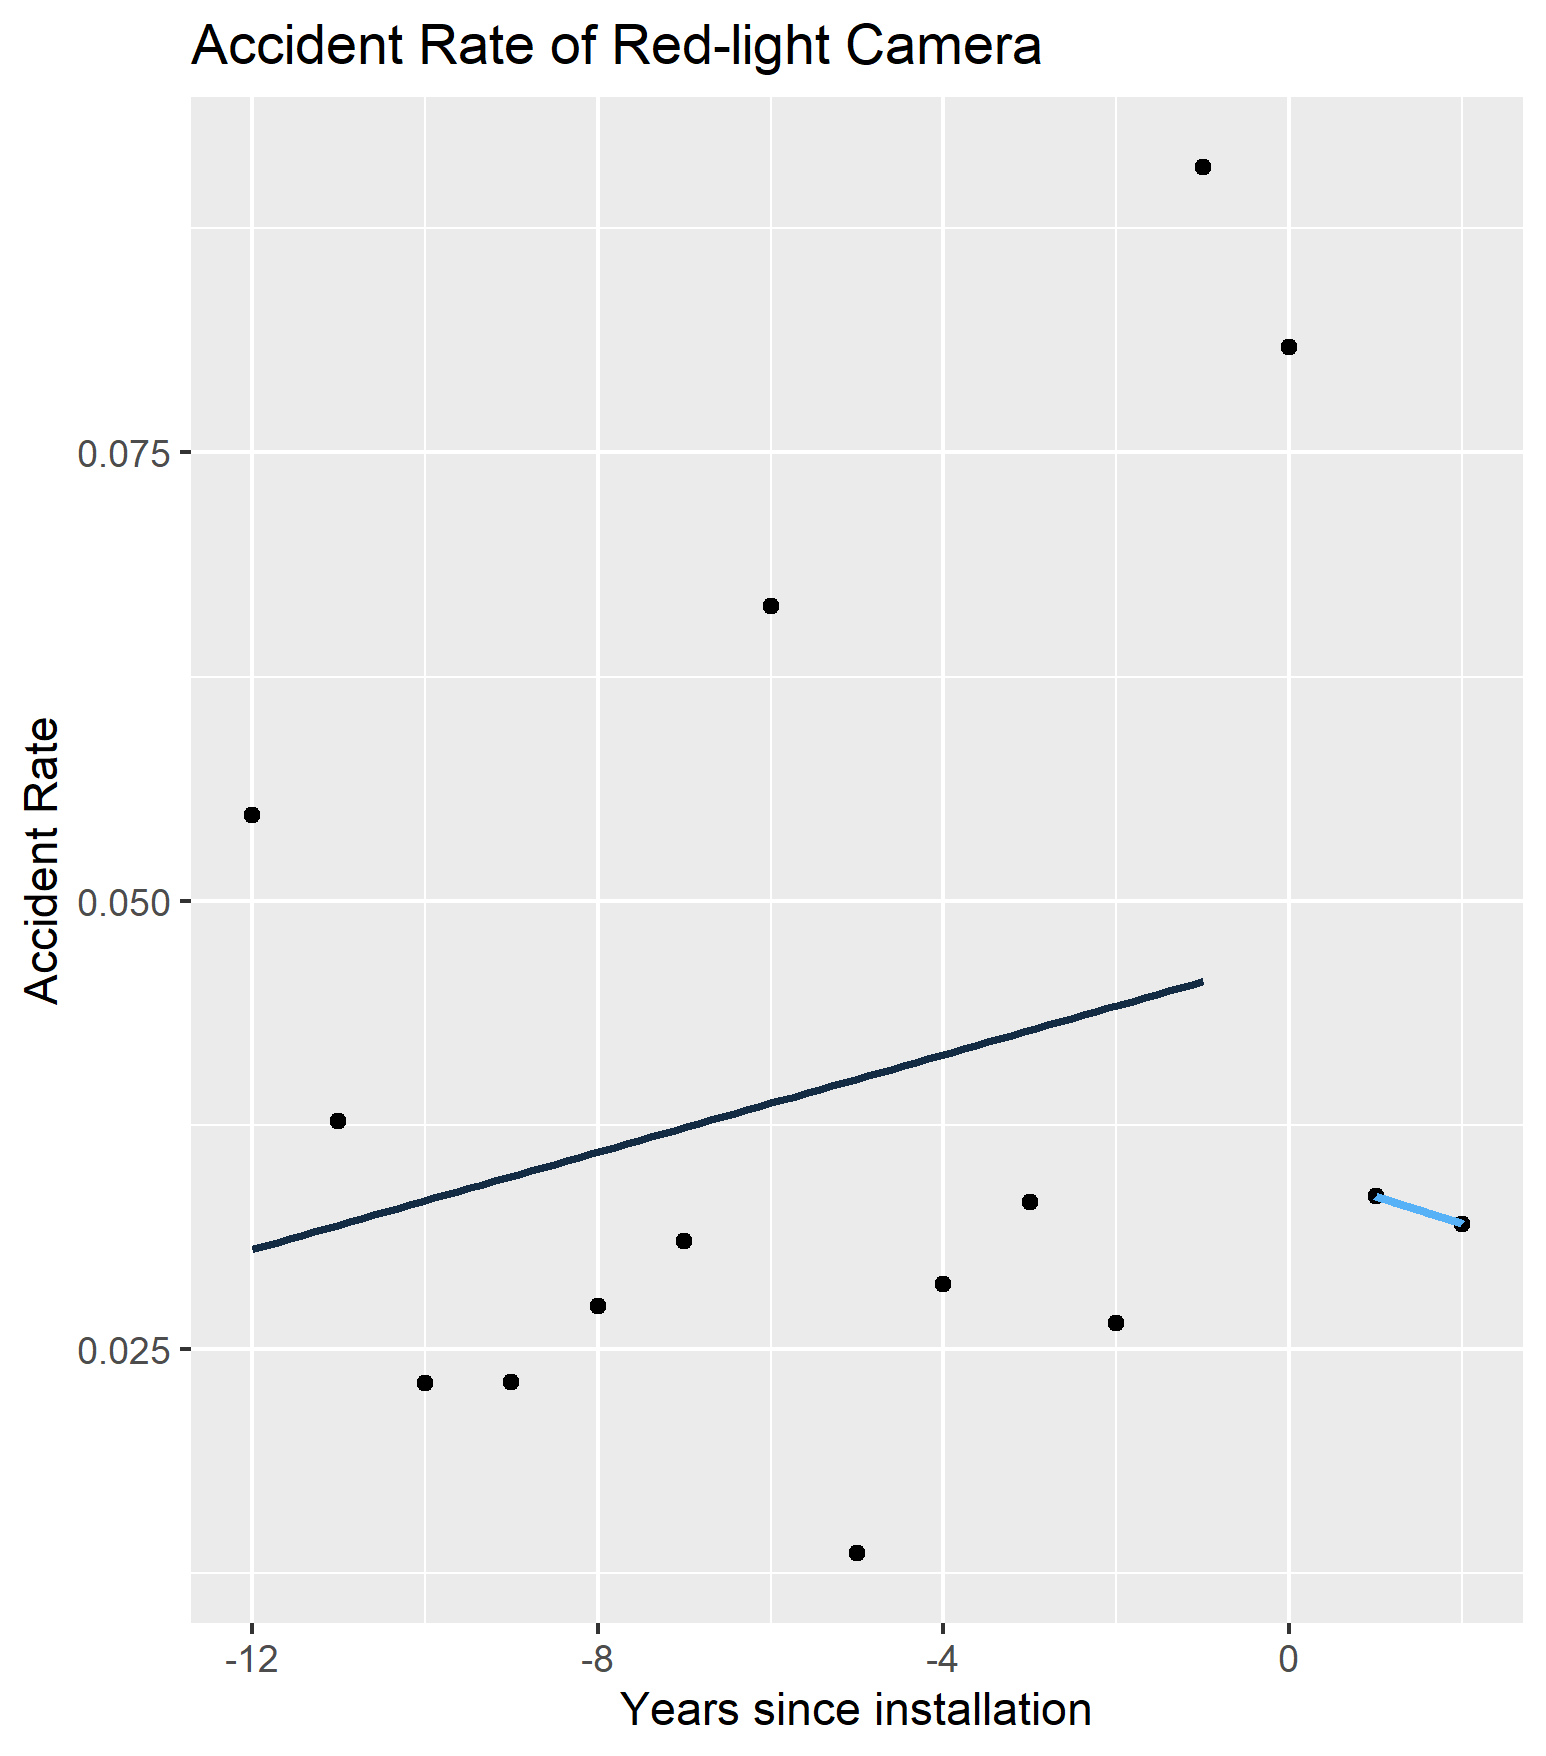 Accident Rate of Red-light Camera
Accident Rate
0.075
0.050
0.025
-12
-8
-4
0
Years since installation